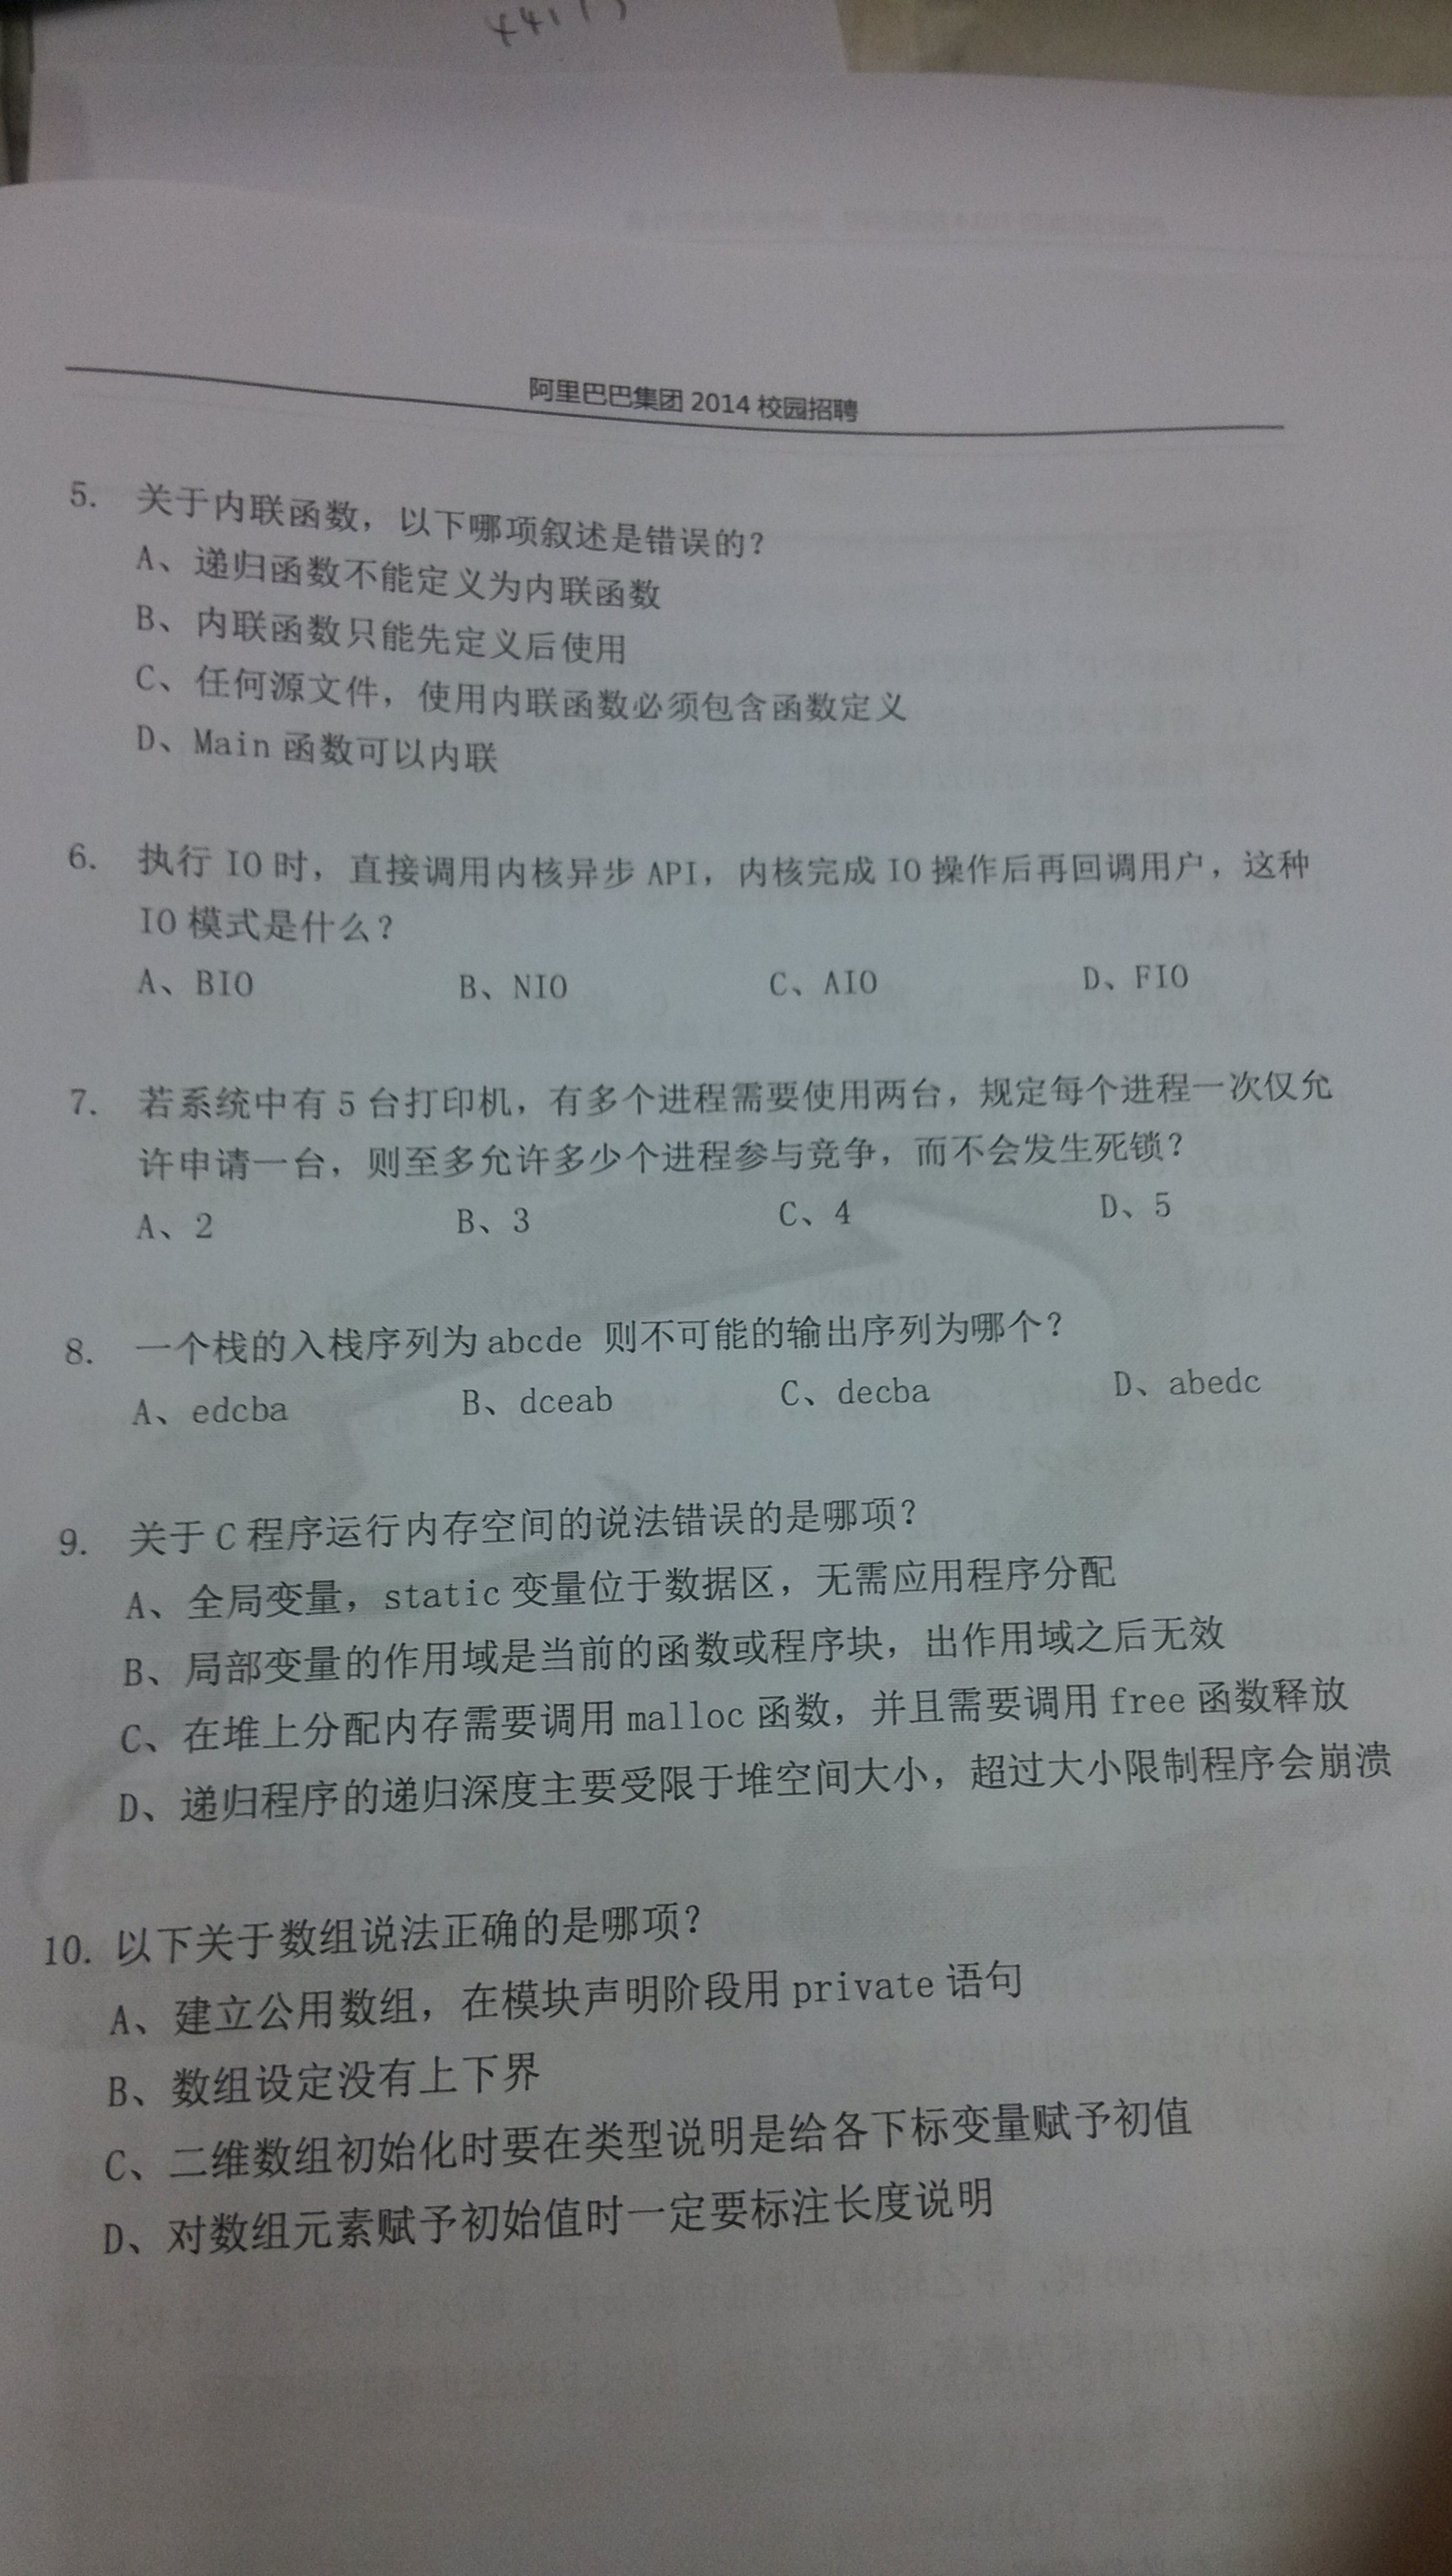 阿里巴巴集团 2014 校园招聘
5. 关于内联函数，以下哪项叙述是错误的？
A、递归函数不能定义为内联函数
B、内联函数只能先定义后使用
C、任何源文件，使用内联函数必须包含函数定义
D、Main 函数可以内联
6. 执行 IO 时，直接调用内核异步 API，内核完成 IO 操作后再回调用户，这种
IO 模式是什么？
A、BIO B、NIO C、AIO D、FIO
7. 若系统中有 5 台打印机，有多个进程需要使用两台，规定每个进程一次仅允
许申请一台，则至多允许多少个进程参与竞争，而不会发生死锁？
A、2 B、3 C、4 D、5
8. 一个栈的入栈序列为 abcde 则不可能的输出序列为哪个？
A、edcba B、dceab C、decba D、abedc
9. 关于 C 程序运行内存空间的说法错误的是哪项？
A、全局变量，static 变量位于数据区，无需应用程序分配
B、局部变量的作用域是当前的函数或程序块，出作用域之后无效
C、在堆上分配内存需要调用 malloc 函数，并且需要调用 free 函数释放
D、递归程序的递归深度主要受限于堆空间大小，超过大小限制程序会崩溃
10. 以下关于数组说法正确的是哪项？
A、建立公用数组，在模块声明阶段用 private 语句
B、数组设定没有上下界
C、二维数组初始化时要在类型说明是给各下标变量赋予初值
D、对数组元素赋予初始值时一定要标注长度说明